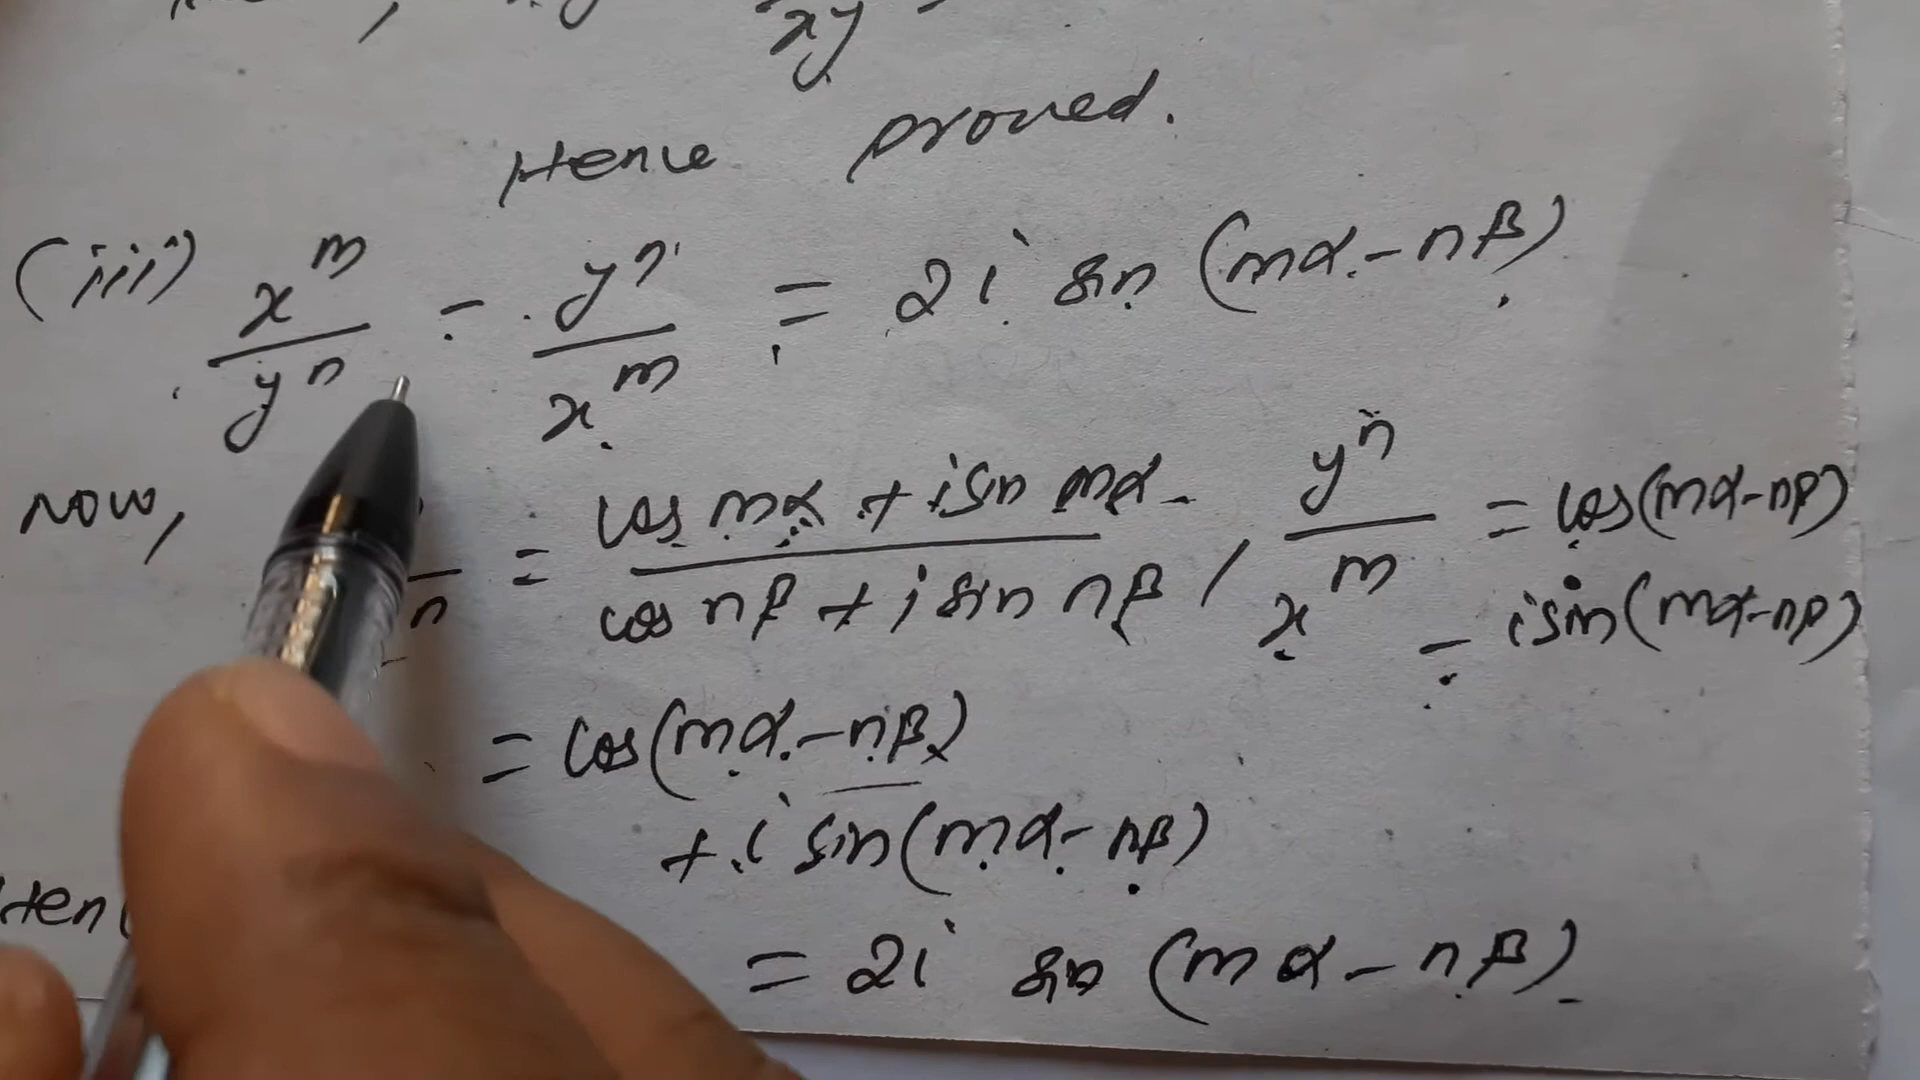 xy
Hence proved.
(iii) x^m/y^n - y^n/x^m = 2i sin (mα - nβ)
Now, n = cos mα + i sin mα / cos nβ + i sin nβ , y^n/x^m = cos(mα-nβ)
- i sin(mα-nβ)
= cos(mα-nβ)
+ i sin(mα-nβ)
Hen
= 2i sin (mα - nβ)